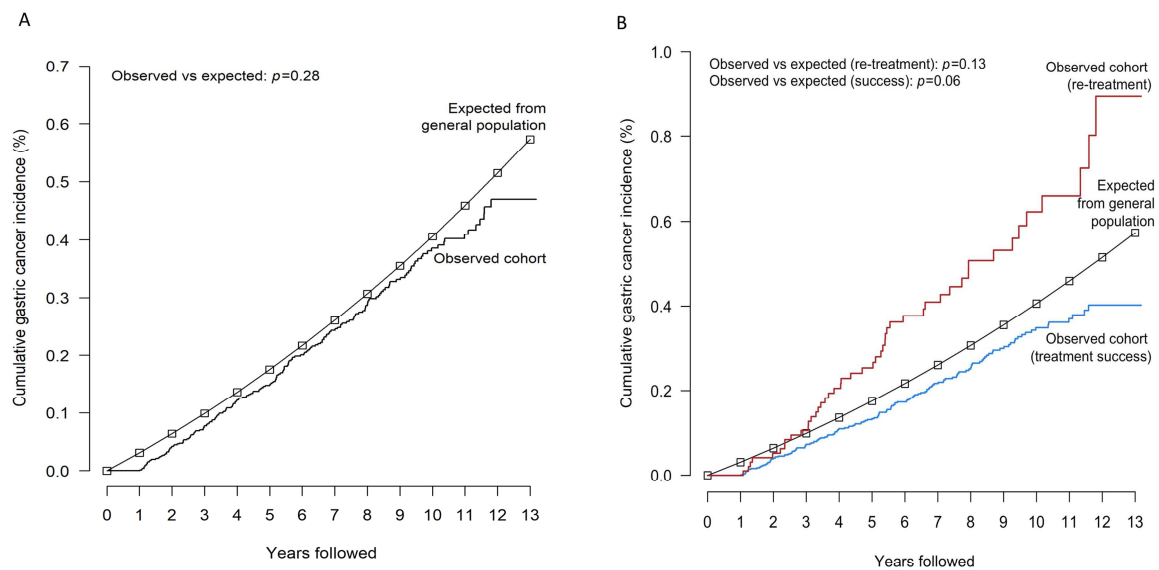 A
Observed vs expected: p=0.28
Expected from
general population
Observed cohort
Cumulative gastric cancer incidence (%)
0.7
0.6
0.5
0.4
0.3
0.2
0.1
0.0
0 1 2 3 4 5 6 7 8 9 10 11 12 13
Years followed
B
Observed vs expected (re-treatment): p=0.13
Observed vs expected (success): p=0.06
Observed cohort
(re-treatment)
Expected
from general
population
Observed cohort
(treatment success)
Cumulative gastric cancer incidence (%)
1.0
0.8
0.6
0.4
0.2
0.0
0 1 2 3 4 5 6 7 8 9 10 11 12 13
Years followed